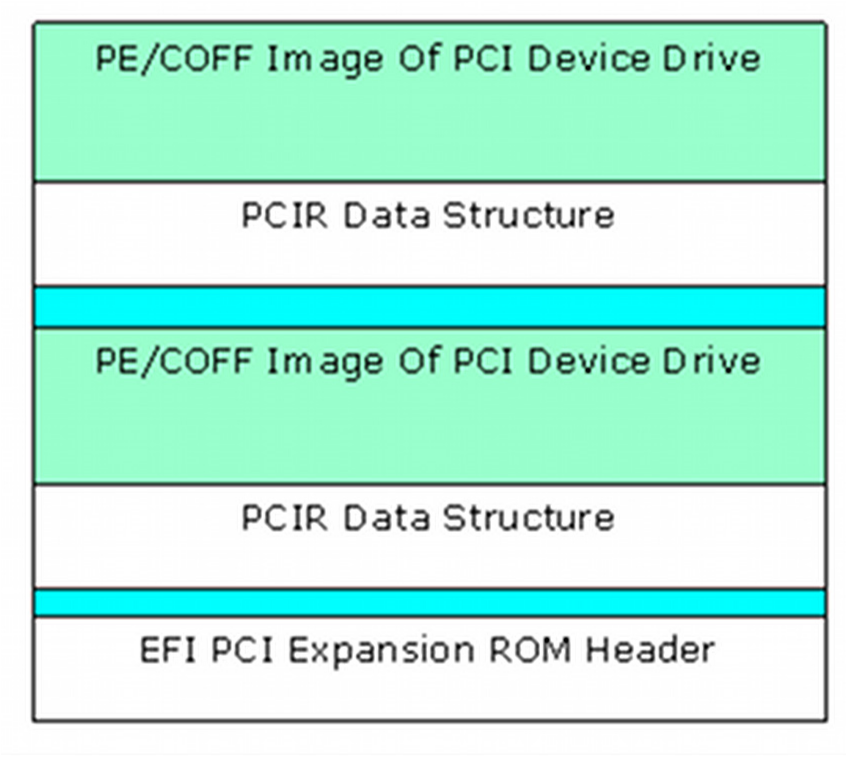 PE/COFF Image Of PCI Device Drive
PCIR Data Structure
PE/COFF Image Of PCI Device Drive
PCIR Data Structure
EFI PCI Expansion ROM Header